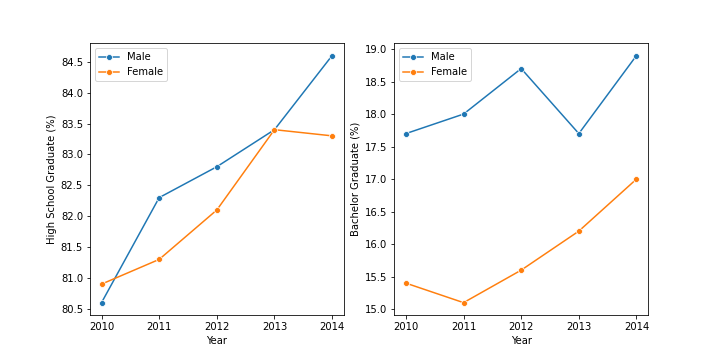 Male
Female
84.5
84.0
83.5
83.0
82.5
82.0
81.5
81.0
80.5
High School Graduate (%)
2010 2011 2012 2013 2014
Year
Male
Female
19.0
18.5
18.0
17.5
17.0
16.5
16.0
15.5
15.0
Bachelor Graduate (%)
2010 2011 2012 2013 2014
Year